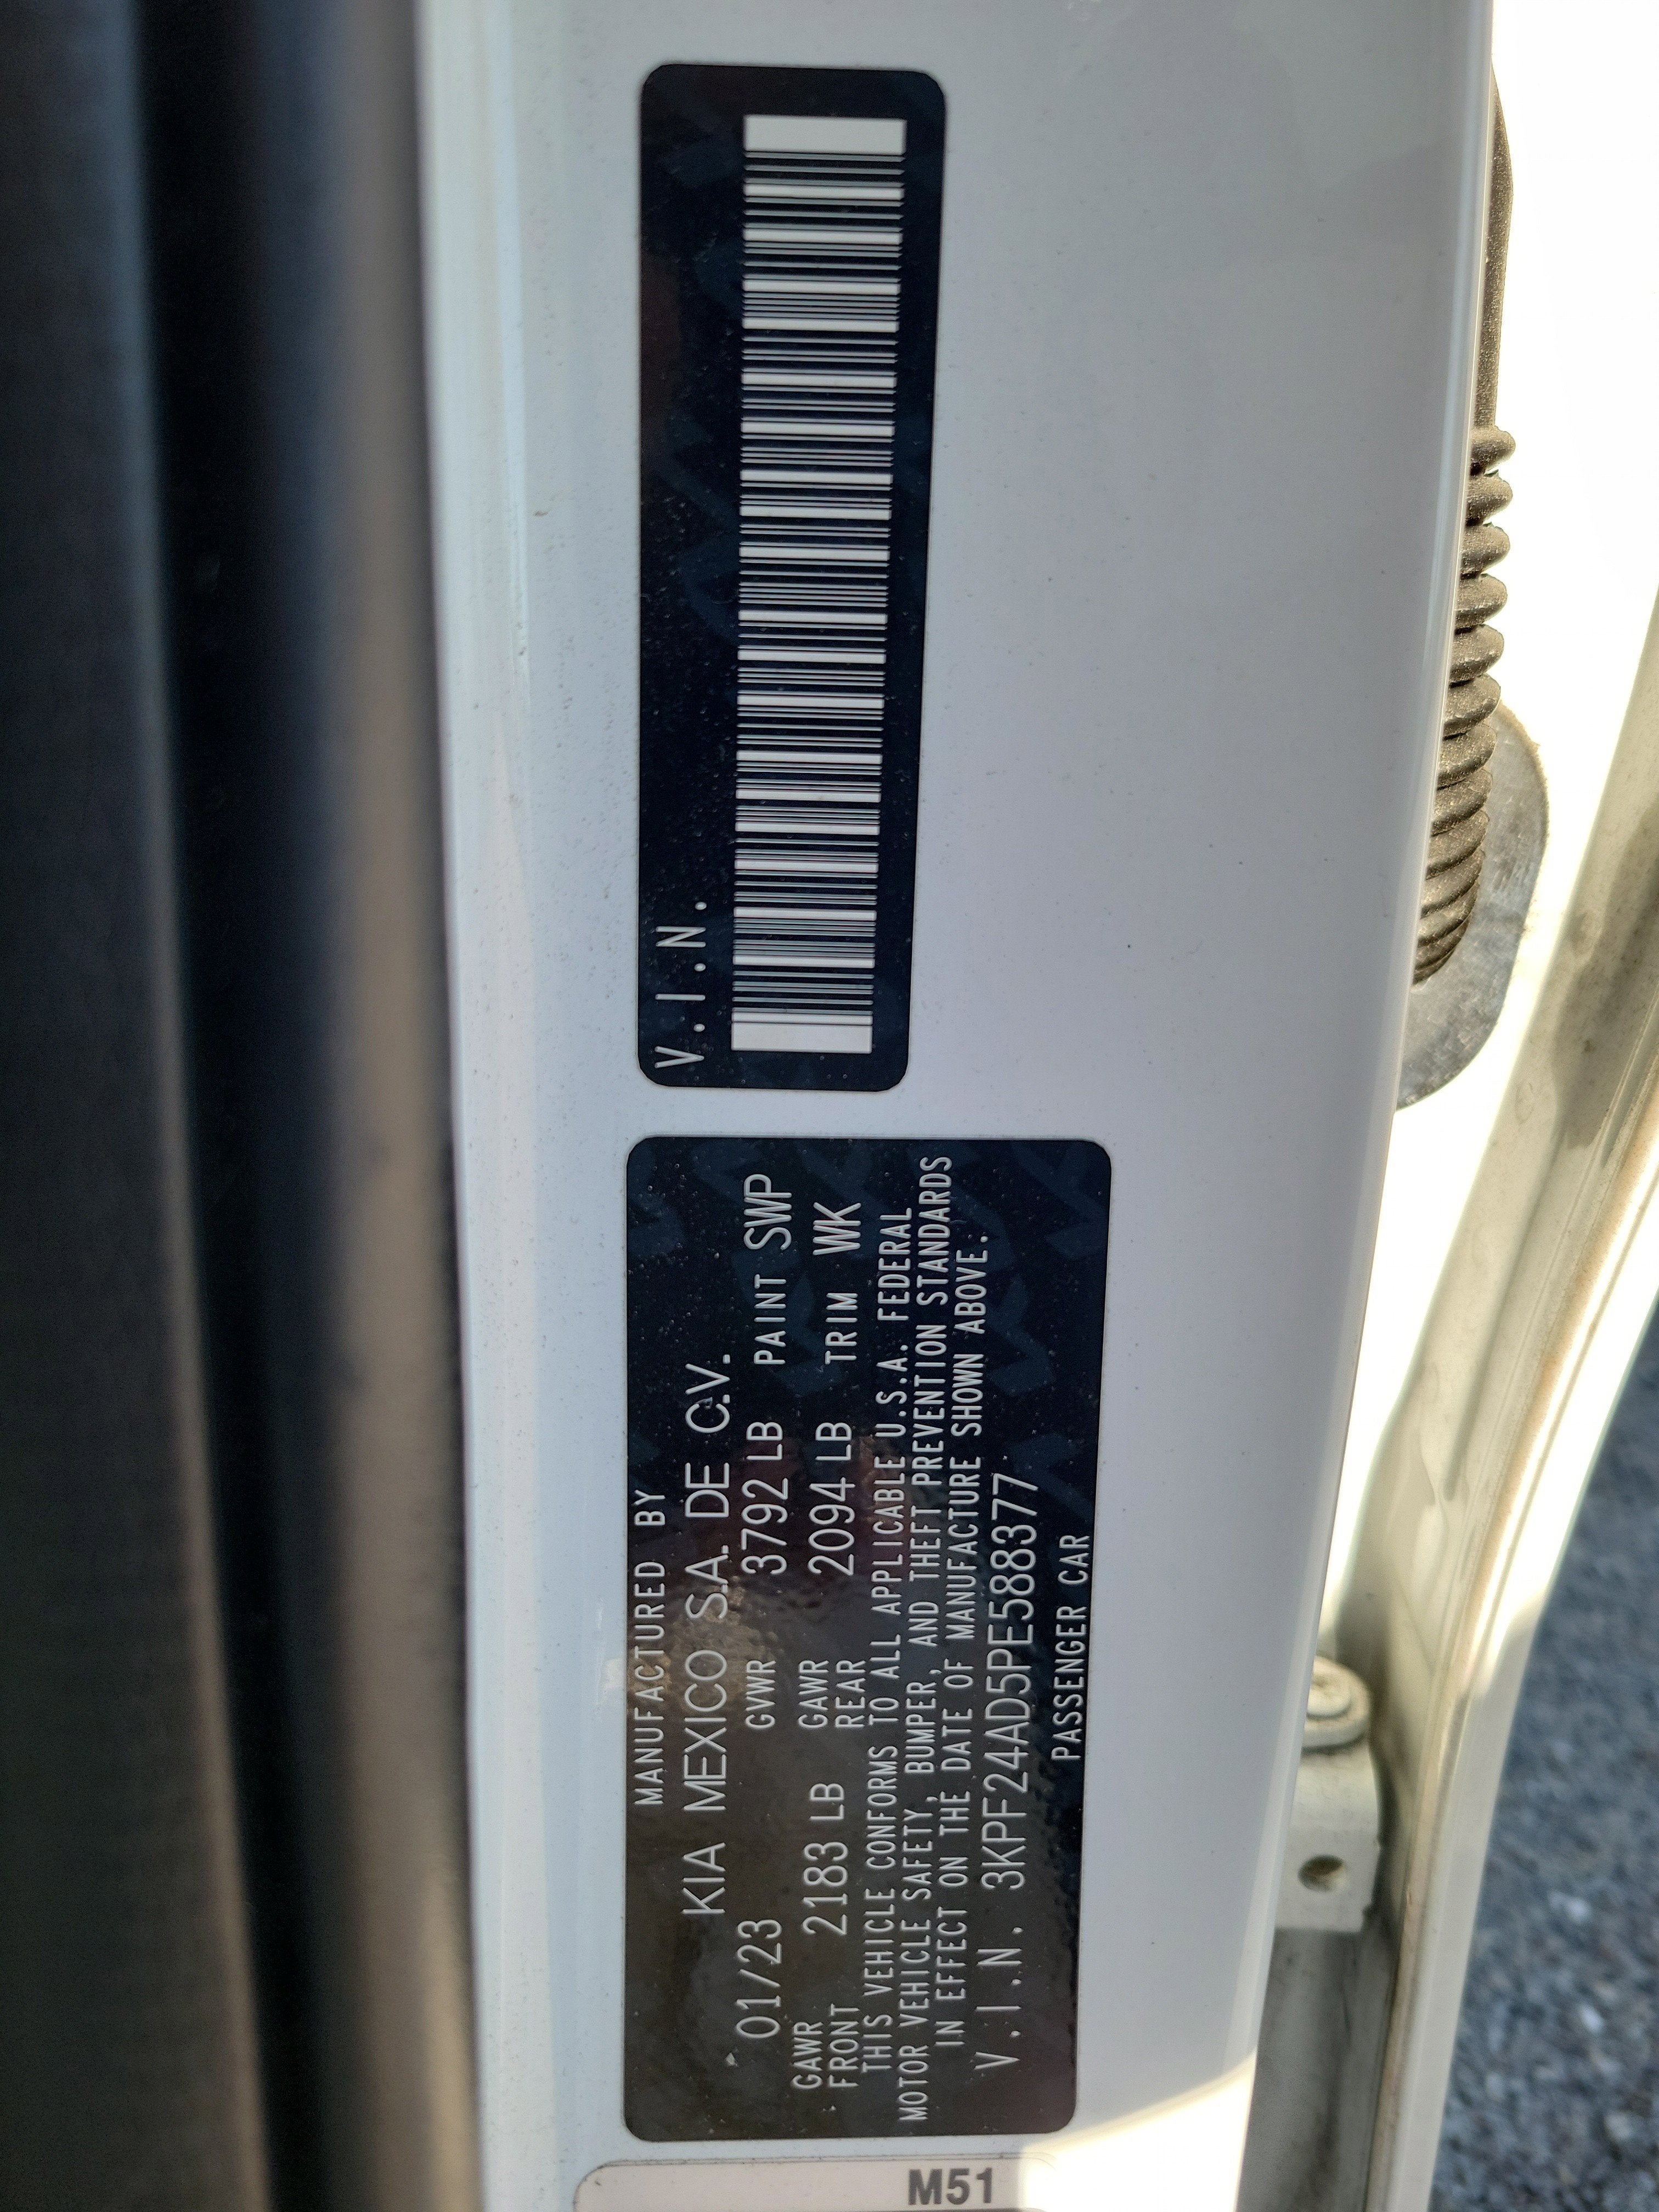 MANUFACTURED BY
KIA MEXICO S.A. DE C.V.
01/23 GVWR 3792 LB PAINT SWP
GAWR FRONT 2183 LB GAWR REAR 2094 LB TRIM WK
THIS VEHICLE CONFORMS TO ALL APPLICABLE U.S.A. FEDERAL
MOTOR VEHICLE SAFETY, BUMPER, AND THEFT PREVENTION STANDARDS
IN EFFECT ON THE DATE OF MANUFACTURE SHOWN ABOVE.
V.I.N. 3KPF24AD5PE588377
PASSENGER CAR
V.I.N.
M51